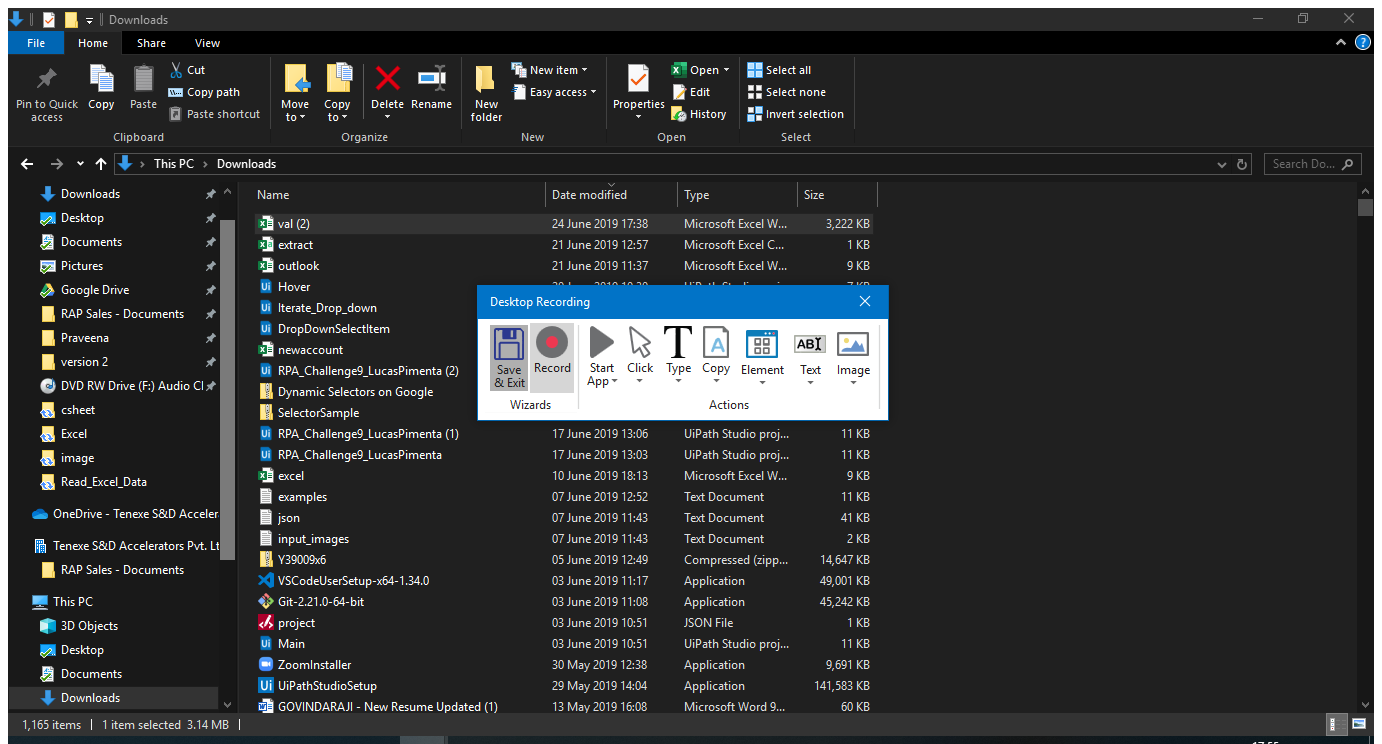 Downloads
File Home Share View
Pin to Quick access
Copy
Paste
Cut
Copy path
Paste shortcut
Clipboard
Move to
Copy to
Delete
Rename
Organize
New folder
New item
Easy access
New
Properties
Open
Edit
History
Open
Select all
Select none
Invert selection
Select
This PC Downloads
Search Do...
Downloads
Desktop
Documents
Pictures
Google Drive
RAP Sales - Documents
Praveena
version 2
DVD RW Drive (F:) Audio CI
csheet
Excel
image
Read_Excel_Data
OneDrive - Tenexe S&D Acceler
Tenexe S&D Accelerators Pvt. Lt
RAP Sales - Documents
This PC
3D Objects
Desktop
Documents
Downloads
Name Date modified Type Size
val (2) 24 June 2019 17:38 Microsoft Excel W... 3,222 KB
extract 21 June 2019 12:57 Microsoft Excel C... 1 KB
outlook 21 June 2019 11:37 Microsoft Excel W... 9 KB
Hover
Iterate_Drop_down
DropDownSelectItem
newaccount
RPA_Challenge9_LucasPimenta (2)
Dynamic Selectors on Google
SelectorSample
RPA_Challenge9_LucasPimenta (1) 17 June 2019 13:06 UiPath Studio proj... 11 KB
RPA_Challenge9_LucasPimenta 17 June 2019 13:03 UiPath Studio proj... 11 KB
excel 10 June 2019 18:13 Microsoft Excel W... 9 KB
examples 07 June 2019 12:52 Text Document 11 KB
json 07 June 2019 11:43 Text Document 41 KB
input_images 07 June 2019 11:43 Text Document 2 KB
Y39009x6 05 June 2019 12:49 Compressed (zipp... 14,647 KB
VSCodeUserSetup-x64-1.34.0 03 June 2019 11:17 Application 49,001 KB
Git-2.21.0-64-bit 03 June 2019 11:08 Application 45,242 KB
project 03 June 2019 10:51 JSON File 1 KB
Main 03 June 2019 10:51 UiPath Studio proj... 11 KB
ZoomInstaller 30 May 2019 12:38 Application 9,691 KB
UiPathStudioSetup 29 May 2019 14:04 Application 141,583 KB
GOVINDARAJI - New Resume Updated (1) 13 May 2019 16:08 Microsoft Word 9... 60 KB
Desktop Recording
Save & Exit
Record
Wizards
Start App
Click
Type
Copy
Element
Text
Image
Actions
1,165 items 1 item selected 3.14 MB